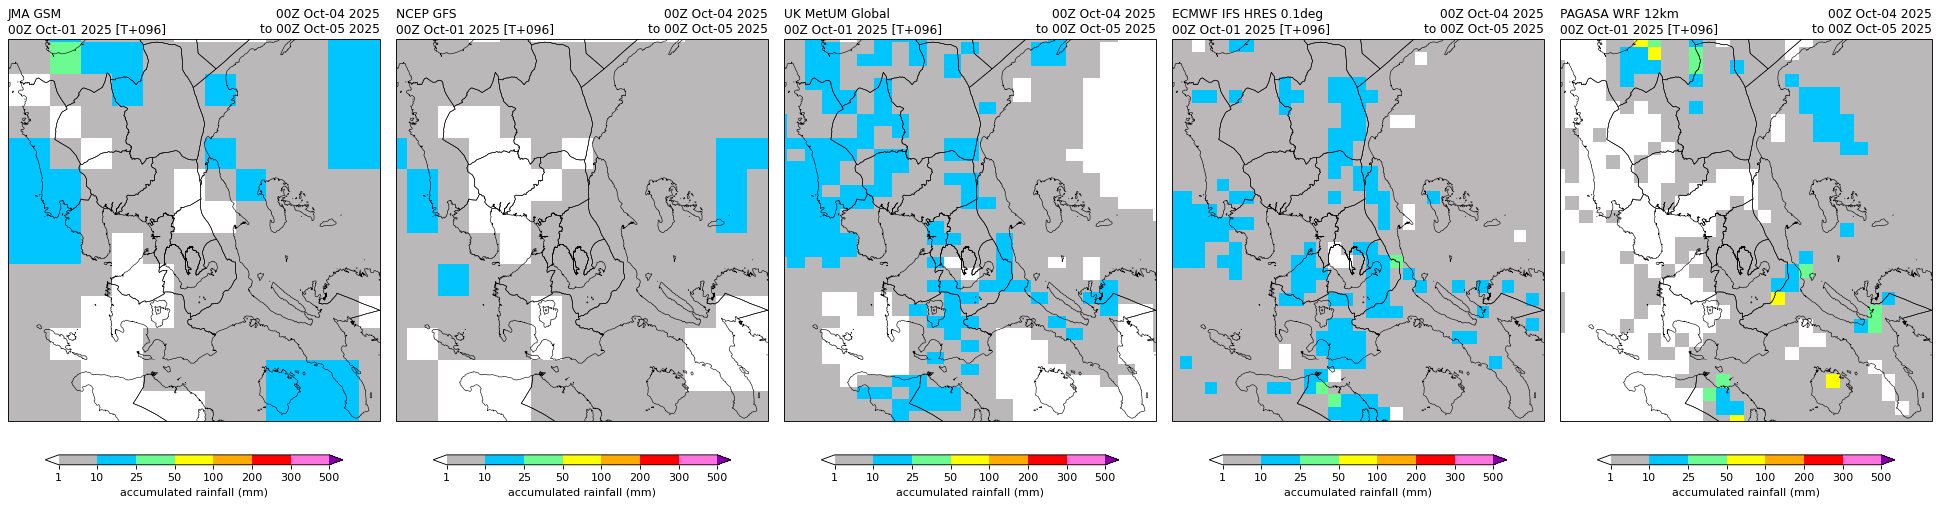 JMA GSM 00Z Oct-04 2025
00Z Oct-01 2025 [T+096] to 00Z Oct-05 2025
NCEP GFS 00Z Oct-04 2025
00Z Oct-01 2025 [T+096] to 00Z Oct-05 2025
UK MetUM Global 00Z Oct-04 2025
00Z Oct-01 2025 [T+096] to 00Z Oct-05 2025
ECMWF IFS HRES 0.1deg 00Z Oct-04 2025
00Z Oct-01 2025 [T+096] to 00Z Oct-05 2025
PAGASA WRF 12km 00Z Oct-04 2025
00Z Oct-01 2025 [T+096] to 00Z Oct-05 2025
1 10 25 50 100 200 300 500
accumulated rainfall (mm)
1 10 25 50 100 200 300 500
accumulated rainfall (mm)
1 10 25 50 100 200 300 500
accumulated rainfall (mm)
1 10 25 50 100 200 300 500
accumulated rainfall (mm)
1 10 25 50 100 200 300 500
accumulated rainfall (mm)